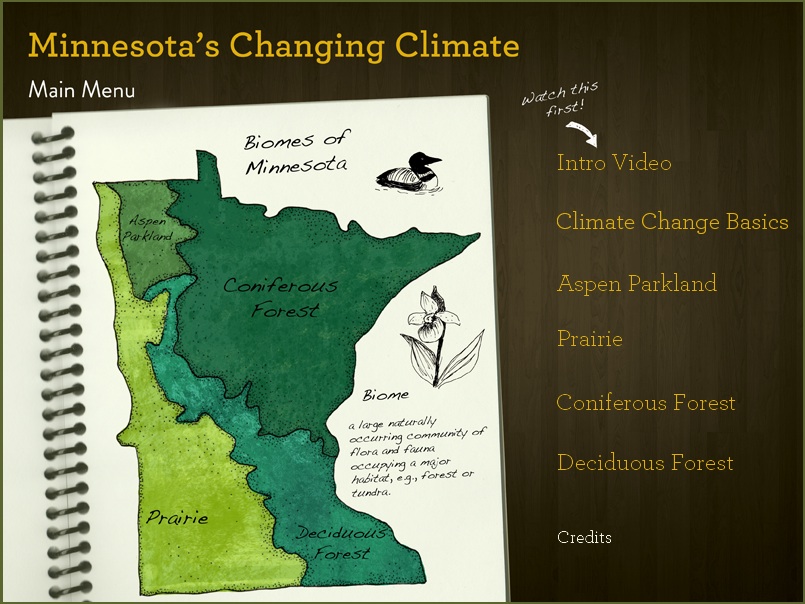 Minnesota's Changing Climate
Main Menu
Watch this
first!
Biomes of
Minnesota
Aspen
Parkland
Coniferous
Forest
Biome
a large naturally
occurring community of
flora and fauna
occupying a major
habitat, e.g., forest or
tundra.
Prairie
Deciduous
Forest
Intro Video
Climate Change Basics
Aspen Parkland
Prairie
Coniferous Forest
Deciduous Forest
Credits